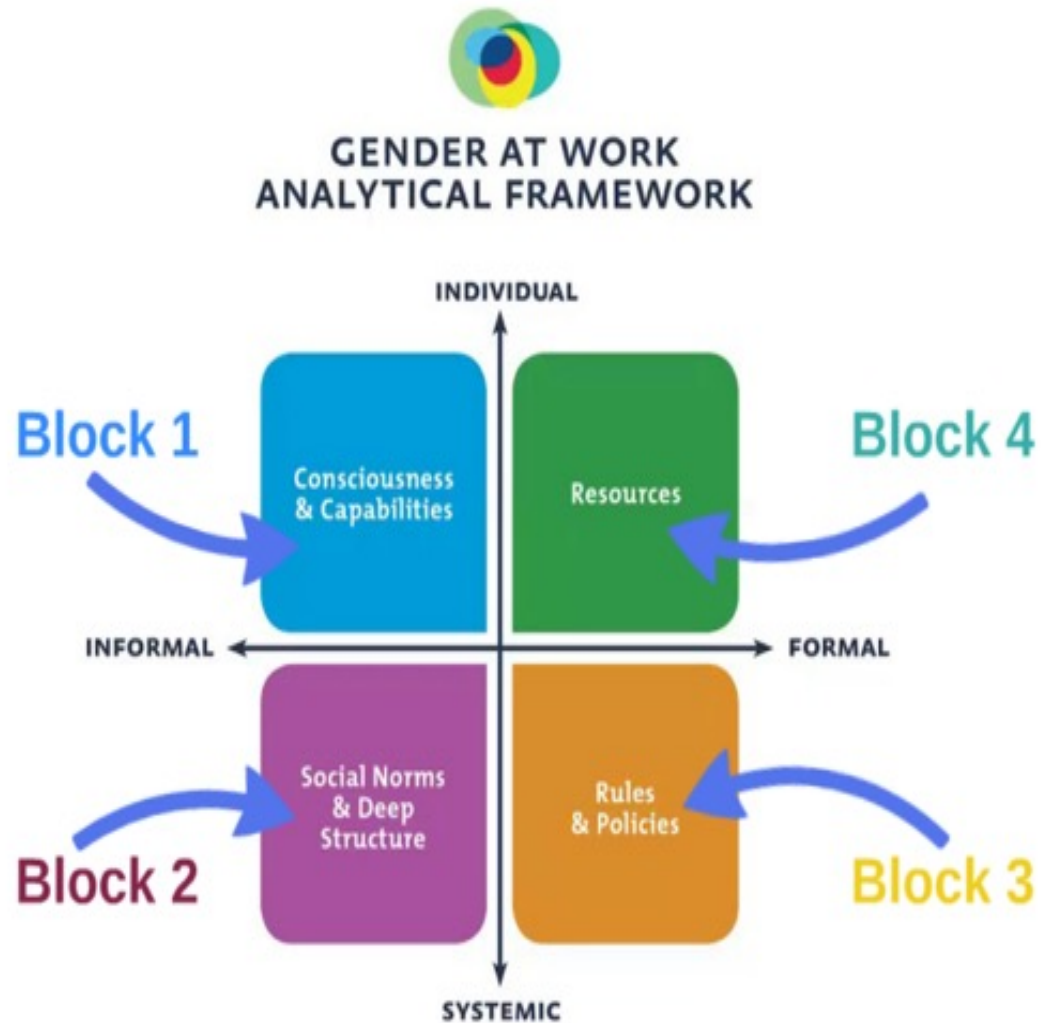 GENDER AT WORK
ANALYTICAL FRAMEWORK
INDIVIDUAL
Block 1
Block 4
Consciousness
& Capabilities
Resources
INFORMAL
FORMAL
Social Norms
& Deep
Structure
Rules
& Policies
Block 2
Block 3
SYSTEMIC